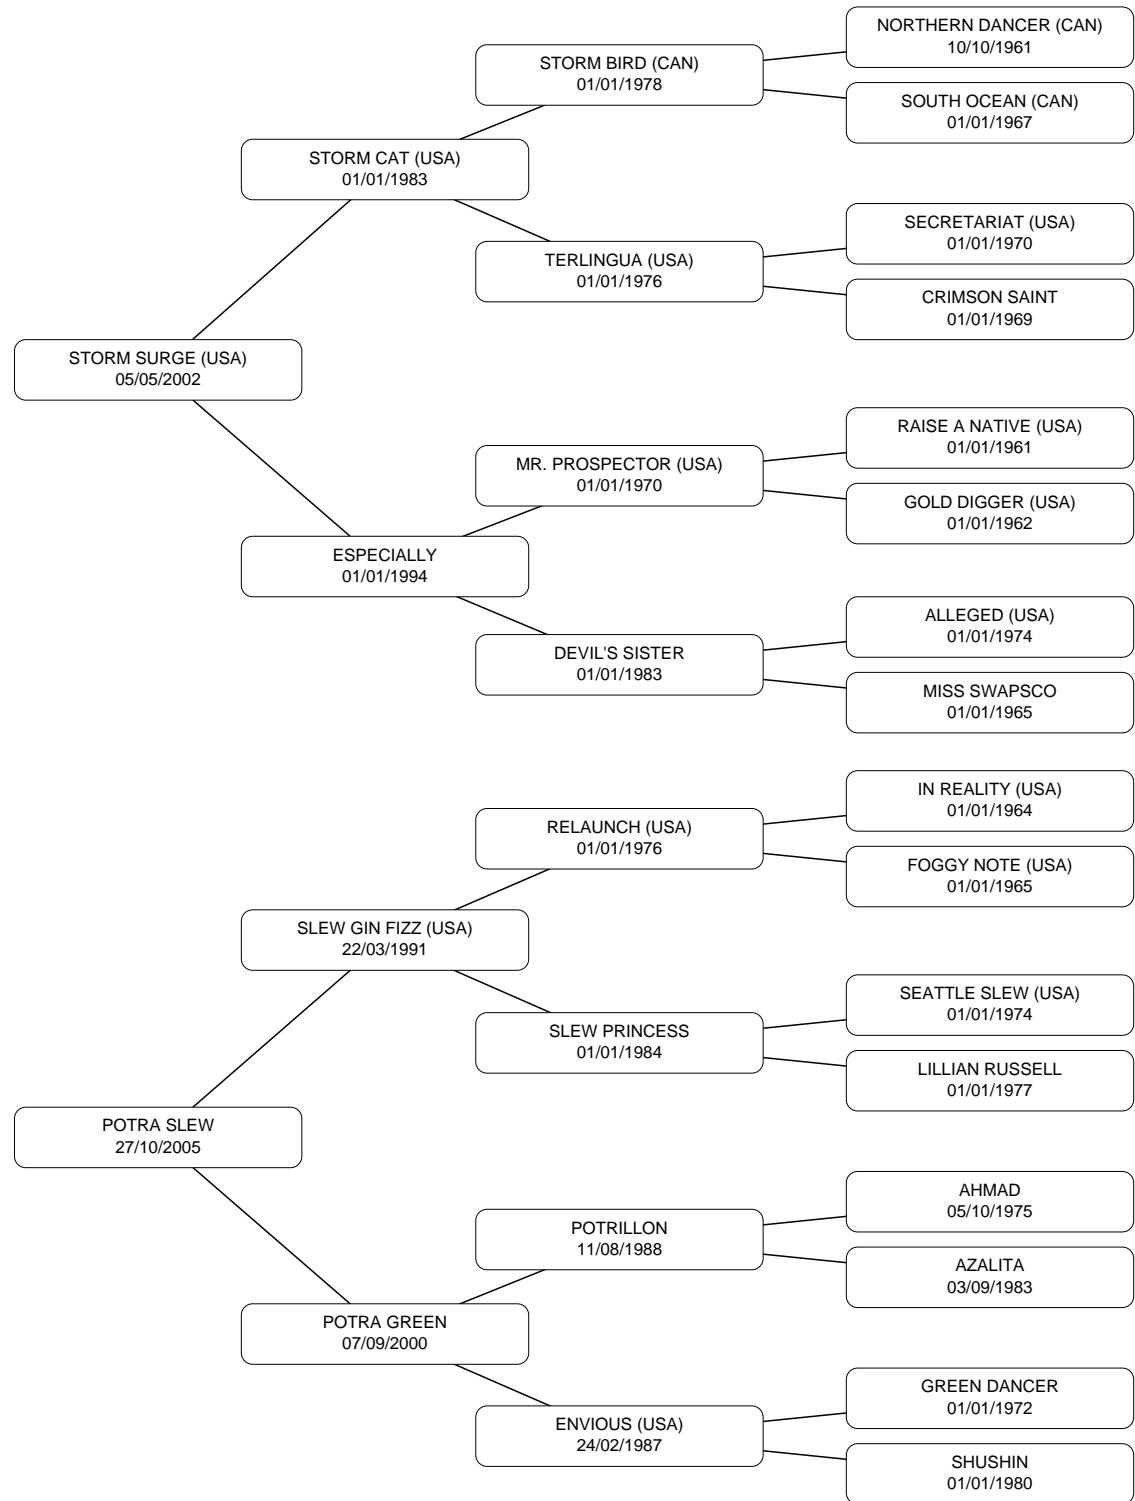 NORTHERN DANCER (CAN)
10/10/1961
STORM BIRD (CAN)
01/01/1978
SOUTH OCEAN (CAN)
01/01/1967
STORM CAT (USA)
01/01/1983
SECRETARIAT (USA)
01/01/1970
TERLINGUA (USA)
01/01/1976
CRIMSON SAINT
01/01/1969
STORM SURGE (USA)
05/05/2002
RAISE A NATIVE (USA)
01/01/1961
MR. PROSPECTOR (USA)
01/01/1970
GOLD DIGGER (USA)
01/01/1962
ESPECIALLY
01/01/1994
ALLEGED (USA)
01/01/1974
DEVIL'S SISTER
01/01/1983
MISS SWAPSCO
01/01/1965
IN REALITY (USA)
01/01/1964
RELAUNCH (USA)
01/01/1976
FOGGY NOTE (USA)
01/01/1965
SLEW GIN FIZZ (USA)
22/03/1991
SEATTLE SLEW (USA)
01/01/1974
SLEW PRINCESS
01/01/1984
LILLIAN RUSSELL
01/01/1977
POTRA SLEW
27/10/2005
AHMAD
05/10/1975
POTRILLON
11/08/1988
AZALITA
03/09/1983
POTRA GREEN
07/09/2000
GREEN DANCER
01/01/1972
ENVIOUS (USA)
24/02/1987
SHUSHIN
01/01/1980